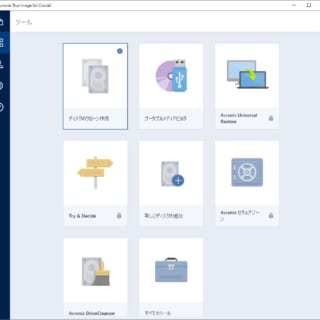 Acronis True Image for Crucial
ツール
ディスクのクローン作成
ブータブルメディアビルダ
Acronis Universal
Restore
Try & Decide
新しいディスクの追加
Acronis セキュアゾー
ン
Acronis DriveCleanser
すべてのツール